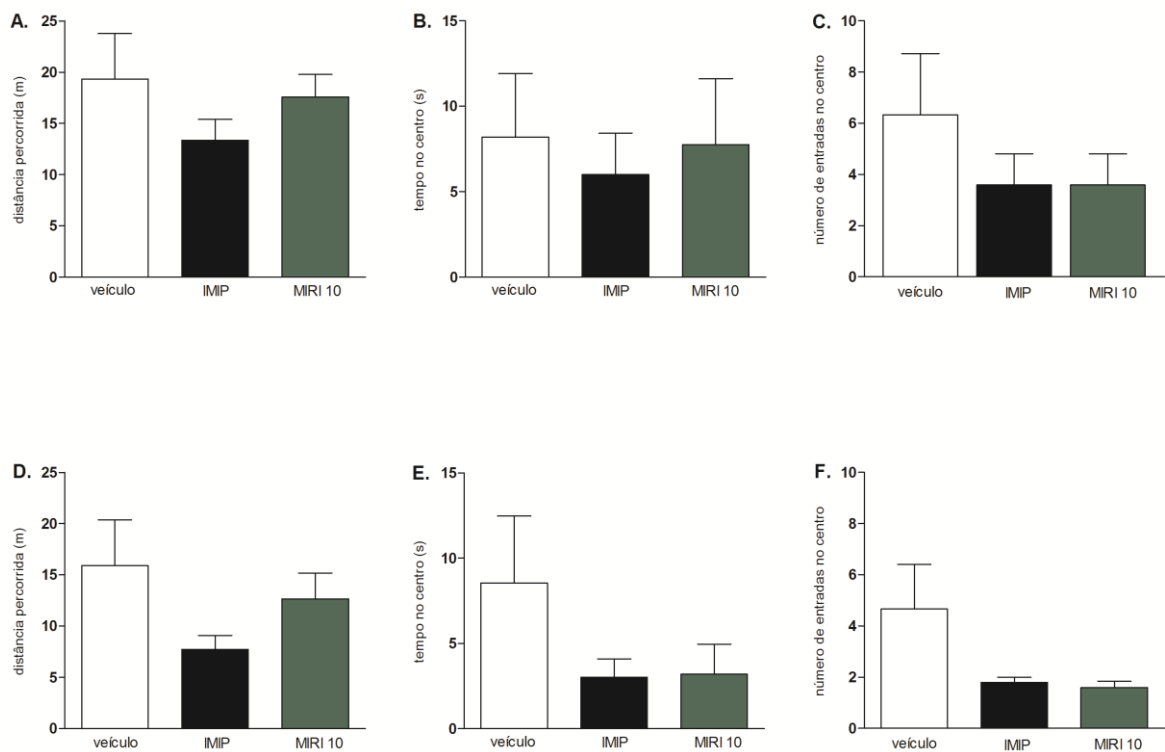 A.
distância percorrida (m)
25
20
15
10
5
0
veículo
IMIP
MIRI 10
B.
tempo no centro (s)
15
10
5
0
veículo
IMIP
MIRI 10
C.
número de entradas no centro
10
8
6
4
2
0
veículo
IMIP
MIRI 10
D.
distância percorrida (m)
25
20
15
10
5
0
veículo
IMIP
MIRI 10
E.
tempo no centro (s)
15
10
5
0
veículo
IMIP
MIRI 10
F.
número de entradas no centro
10
8
6
4
2
0
veículo
IMIP
MIRI 10